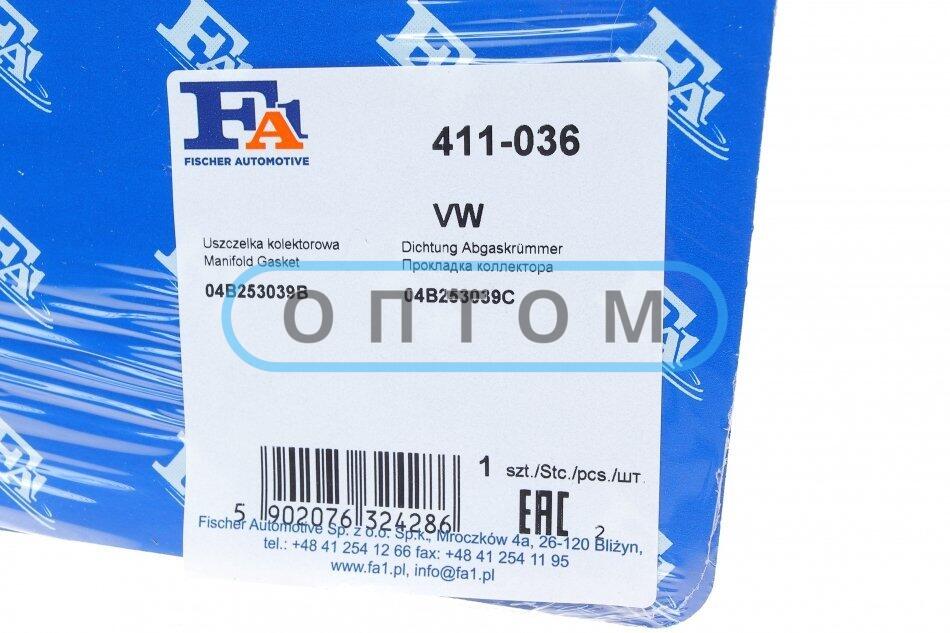 FA1
FISCHER AUTOMOTIVE
411-036
VW
Uszczelka kolektorowa
Manifold Gasket
Dichtung Abgaskrümmer
Прокладка коллектора
04B253039B
04B253039C
ОПТОМ
1 szt./Stc./pcs./шт.
5 902076 324286
EAC
2
Fischer Automotive Sp. z o.o. Sp.k., Mroczków 4a, 26-120 Bliżyn,
tel.: +48 41 254 12 66 fax: +48 41 254 11 95
www.fa1.pl, info@fa1.pl